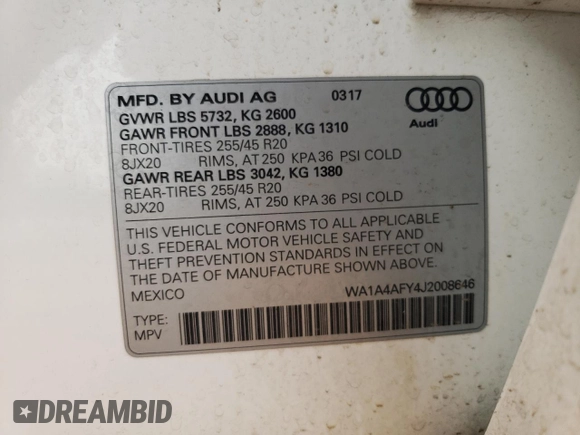 MFD. BY AUDI AG 0317
GVWR LBS 5732, KG 2600
GAWR FRONT LBS 2888, KG 1310
FRONT-TIRES 255/45 R20
8JX20 RIMS, AT 250 KPA 36 PSI COLD
GAWR REAR LBS 3042, KG 1380
REAR-TIRES 255/45 R20
8JX20 RIMS, AT 250 KPA 36 PSI COLD
Audi
THIS VEHICLE CONFORMS TO ALL APPLICABLE
U.S. FEDERAL MOTOR VEHICLE SAFETY AND
THEFT PREVENTION STANDARDS IN EFFECT ON
THE DATE OF MANUFACTURE SHOWN ABOVE.
MEXICO WA1A4AFY4J2008646
TYPE:
MPV
DREAMBID